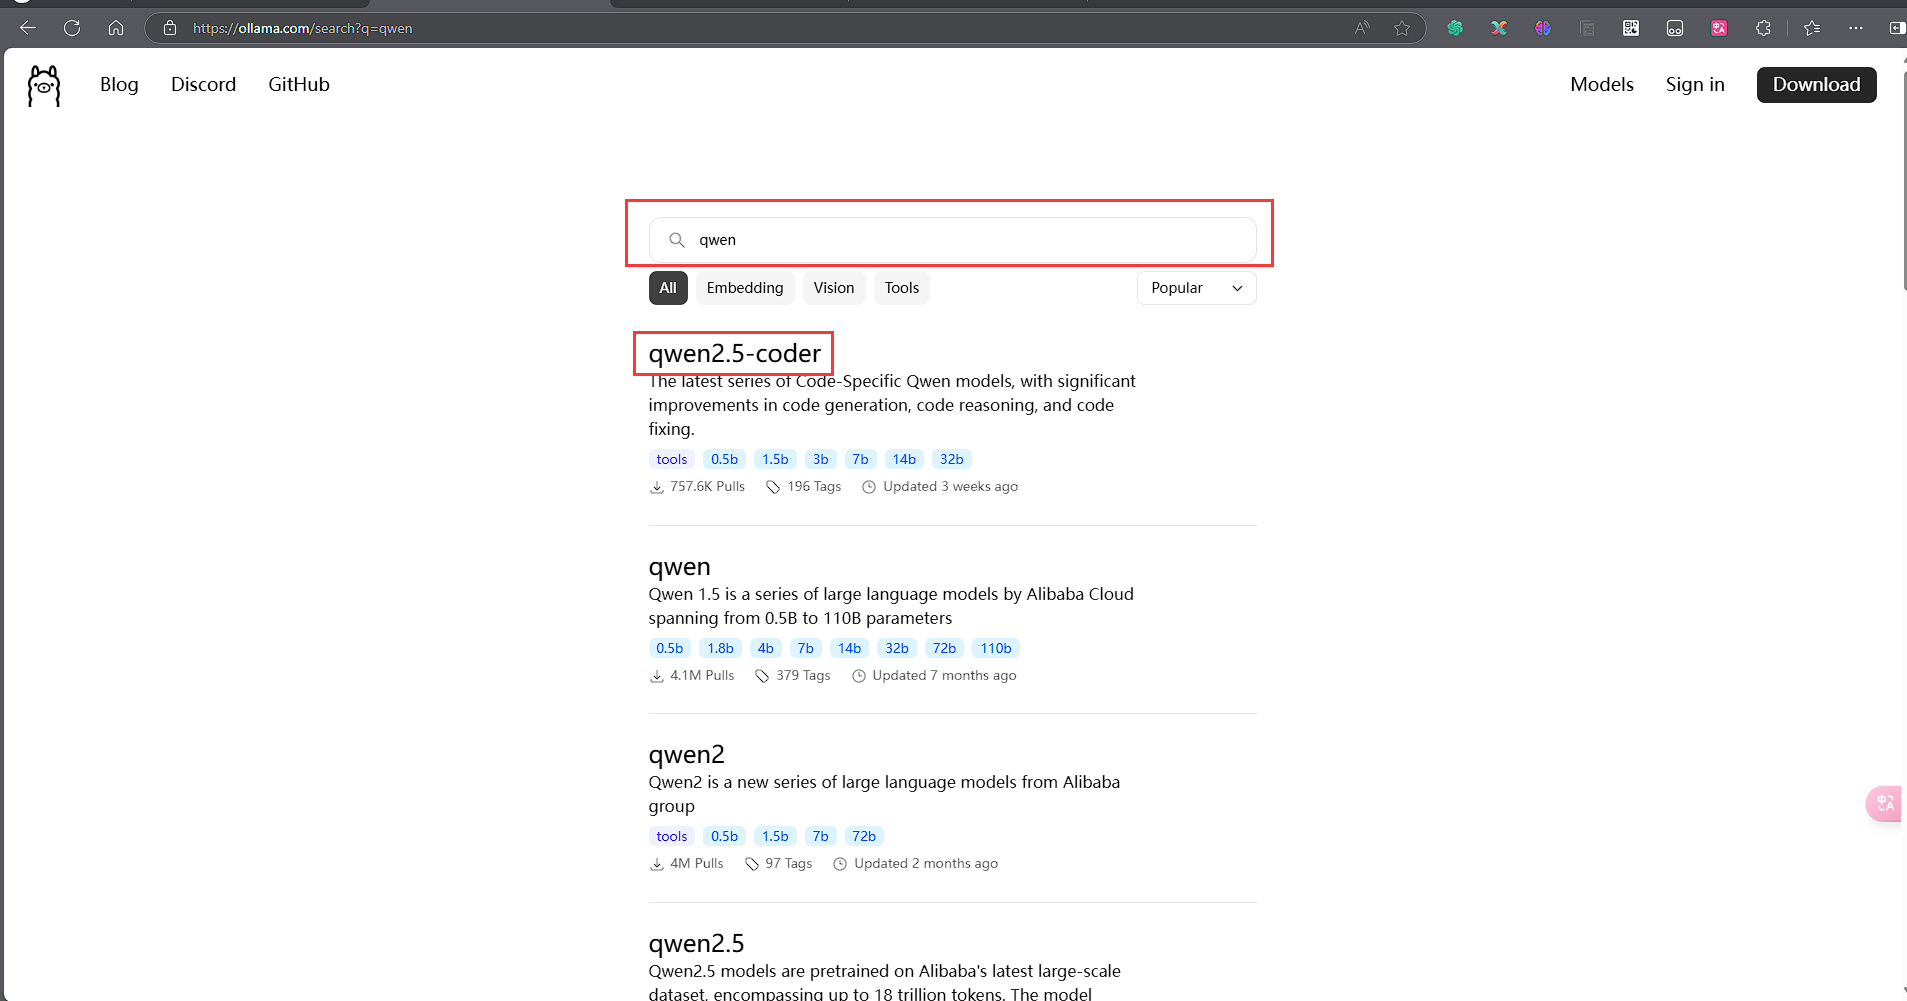 https://ollama.com/search?q=qwen
Blog Discord GitHub Models Sign in Download
qwen
All Embedding Vision Tools Popular
qwen2.5-coder
The latest series of Code-Specific Qwen models, with significant
improvements in code generation, code reasoning, and code
fixing.
tools 0.5b 1.5b 3b 7b 14b 32b
757.6K Pulls 196 Tags Updated 3 weeks ago
qwen
Qwen 1.5 is a series of large language models by Alibaba Cloud
spanning from 0.5B to 110B parameters
0.5b 1.8b 4b 7b 14b 32b 72b 110b
4.1M Pulls 379 Tags Updated 7 months ago
qwen2
Qwen2 is a new series of large language models from Alibaba
group
tools 0.5b 1.5b 7b 72b
4M Pulls 97 Tags Updated 2 months ago
qwen2.5
Qwen2.5 models are pretrained on Alibaba's latest large-scale
dataset, encompassing up to 18 trillion tokens. The model